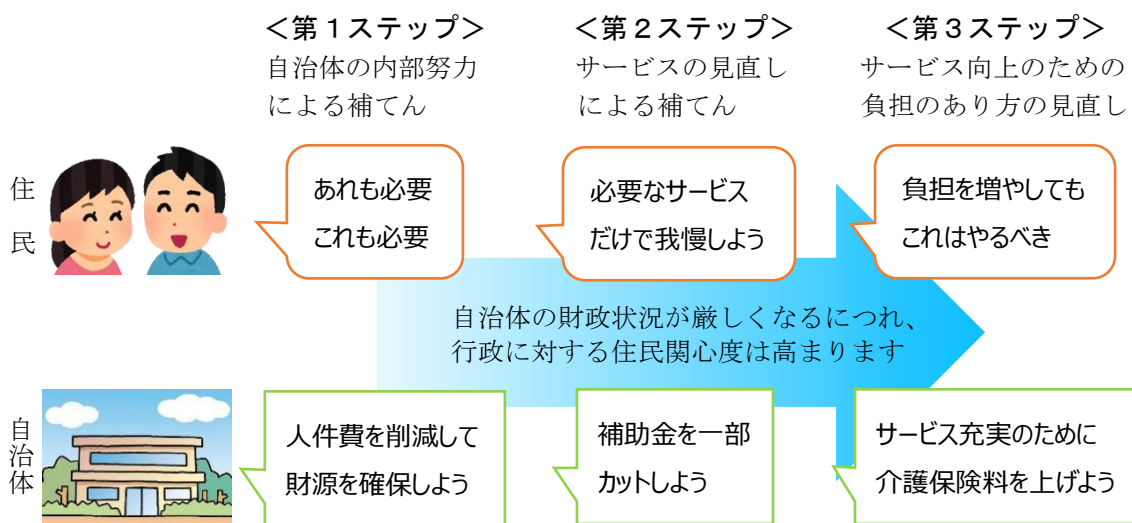 <第1ステップ>
自治体の内部努力
による補てん
<第2ステップ>
サービスの見直し
による補てん
<第3ステップ>
サービス向上のための
負担のあり方の見直し
住民
あれも必要
これも必要
必要なサービス
だけで我慢しよう
負担を増やしても
これはやるべき
自治体の財政状況が厳しくなるにつれ、
行政に対する住民関心度は高まります
自治体
人件費を削減して
財源を確保しよう
補助金を一部
カットしよう
サービス充実のために
介護保険料を上げよう